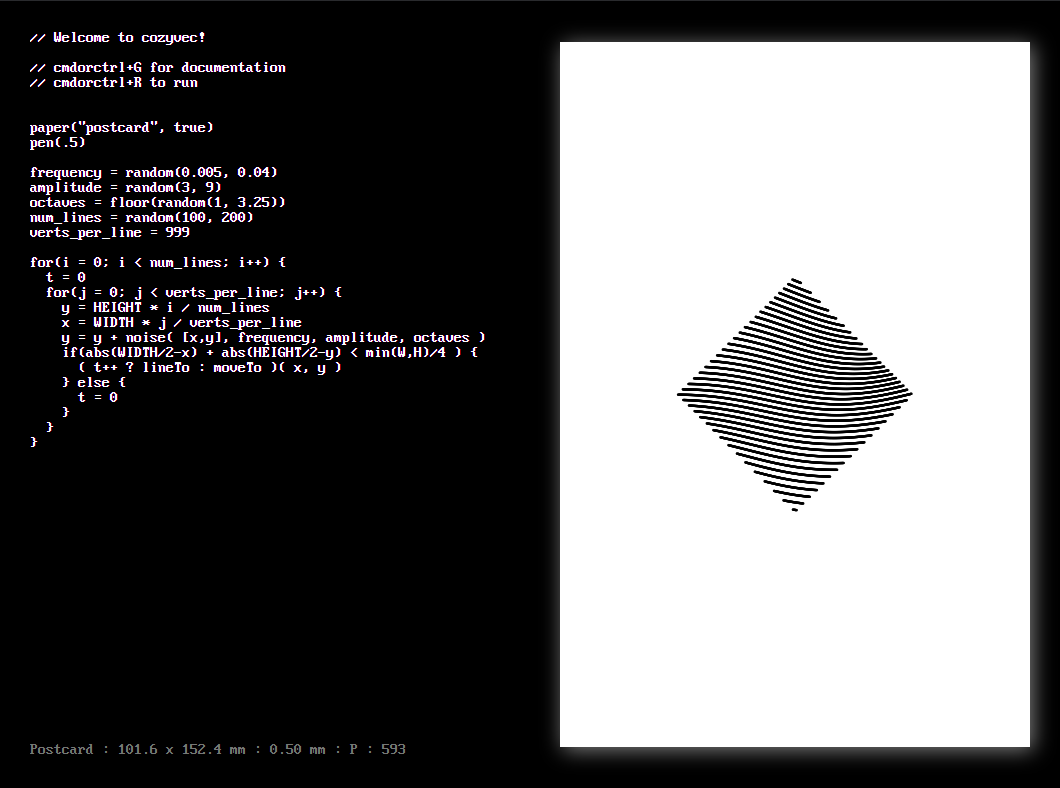 // Welcome to cozyvec!
// cmdorctrl+G for documentation
// cmdorctrl+R to run
paper("postcard", true)
pen(.5)
frequency = random(0.005, 0.04)
amplitude = random(3, 9)
octaves = floor(random(1, 3.25))
num_lines = random(100, 200)
verts_per_line = 999
for(i = 0; i < num_lines; i++) {
  t = 0
  for(j = 0; j < verts_per_line; j++) {
    y = HEIGHT * i / num_lines
    x = WIDTH * j / verts_per_line
    y = y + noise( [x,y], frequency, amplitude, octaves )
    if(abs(WIDTH/2-x) + abs(HEIGHT/2-y) < min(W,H)/4 ) {
      ( t++ ? lineTo : moveTo )( x, y )
    } else {
      t = 0
    }
  }
}
Postcard : 101.6 x 152.4 mm : 0.50 mm : P : 593